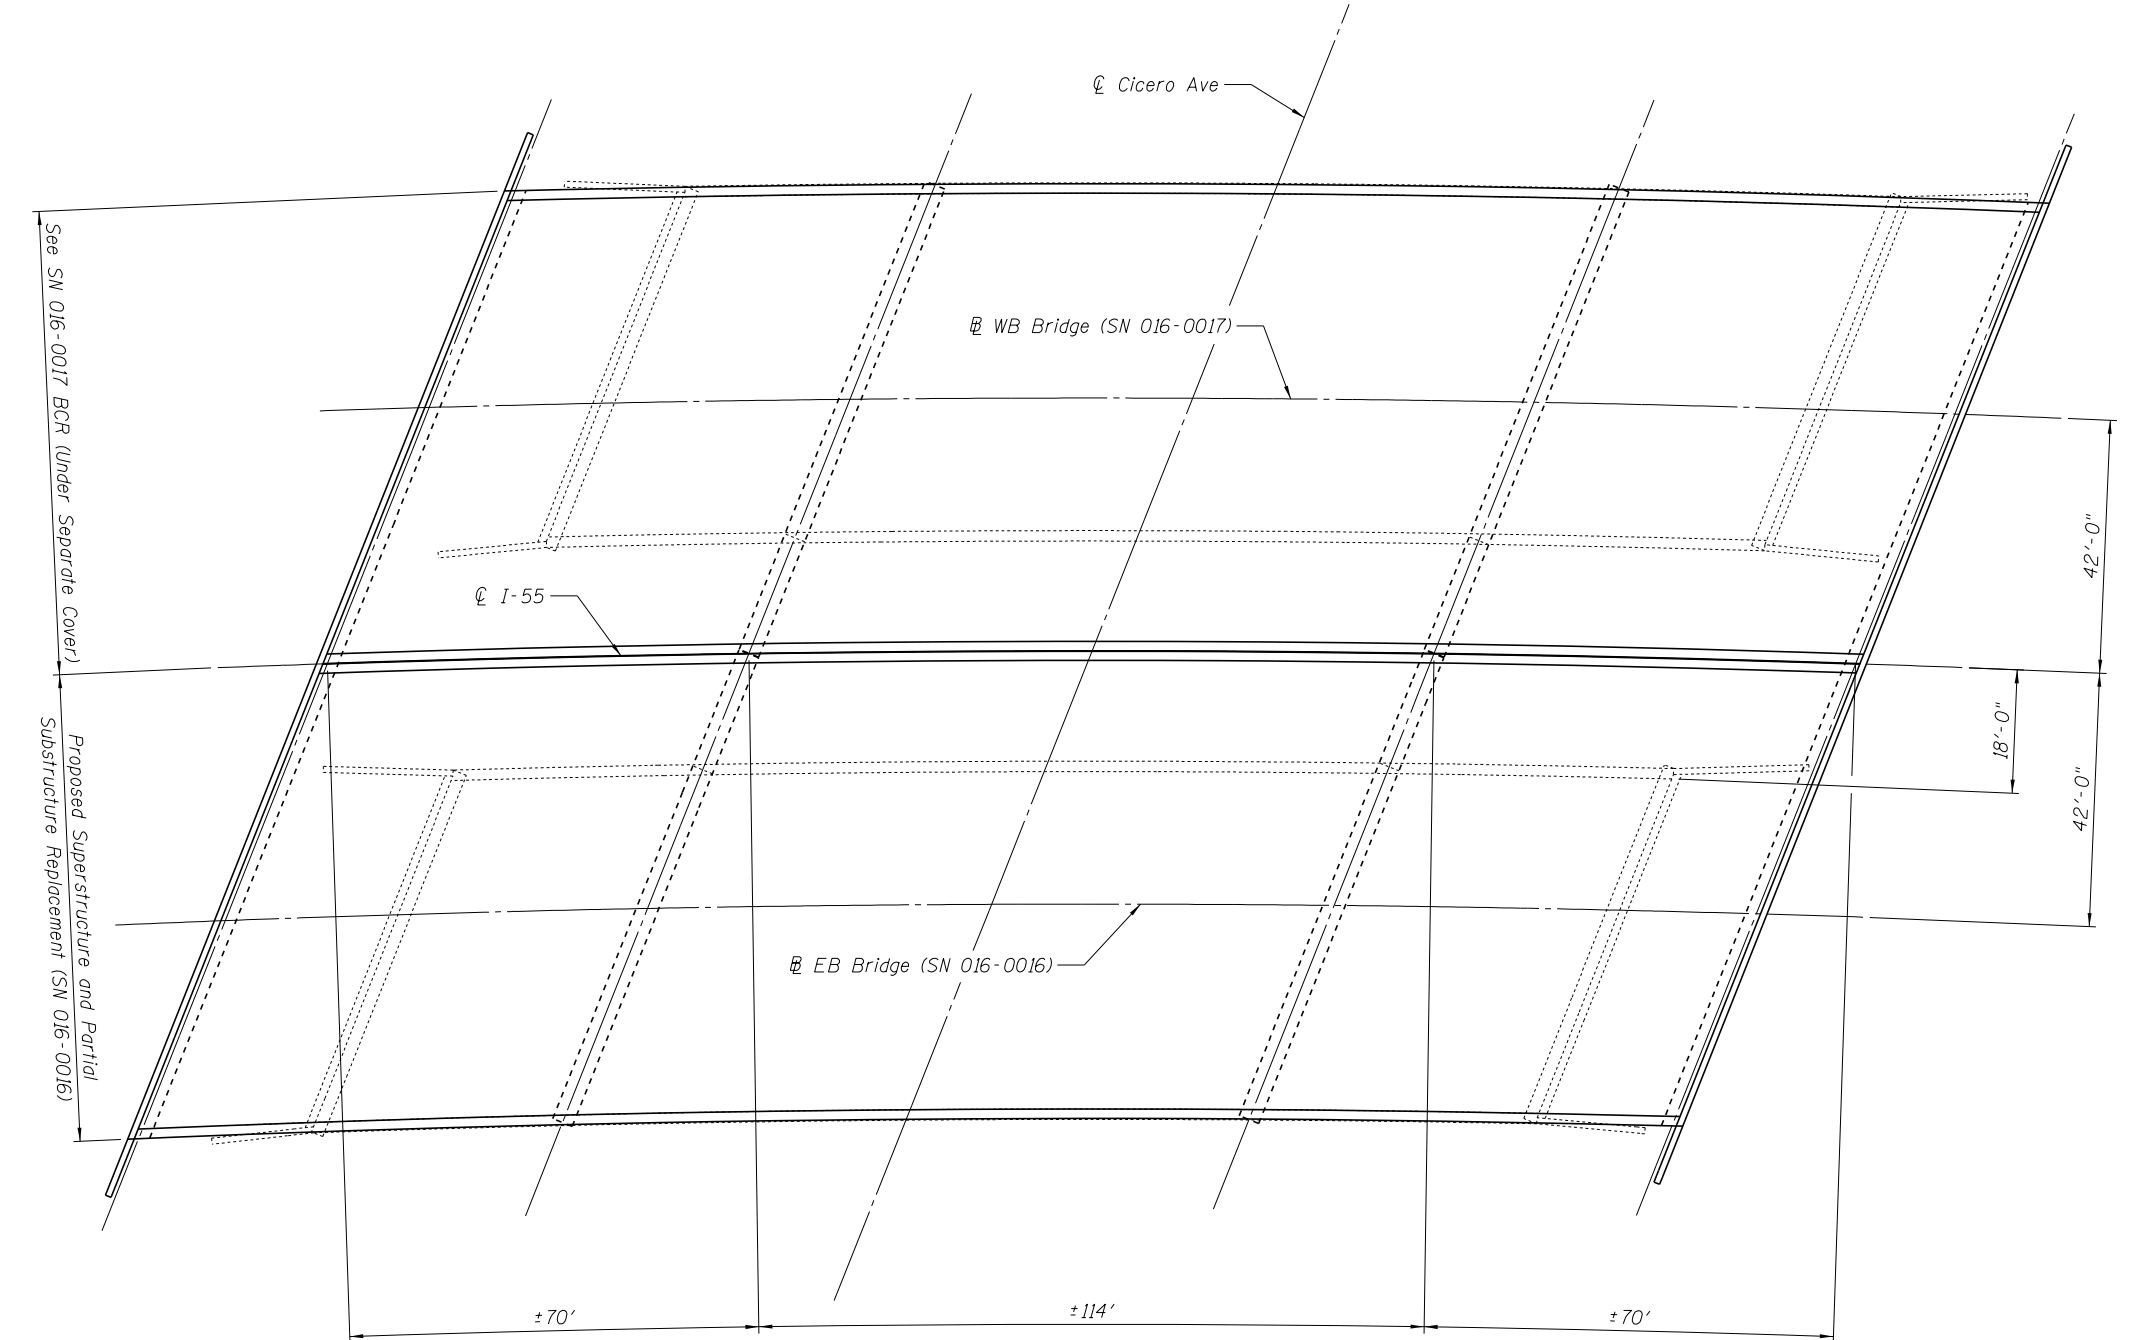 ℄ Cicero Ave
See SN 016-0017 BCR (Under Separate Cover)
℄ WB Bridge (SN 016-0017)
42'-0"
℄ I-55
18'-0"
42'-0"
Proposed Superstructure and Partial
Substructure Replacement (SN 016-0016)
℄ EB Bridge (SN 016-0016)
±70'
±114'
±70'